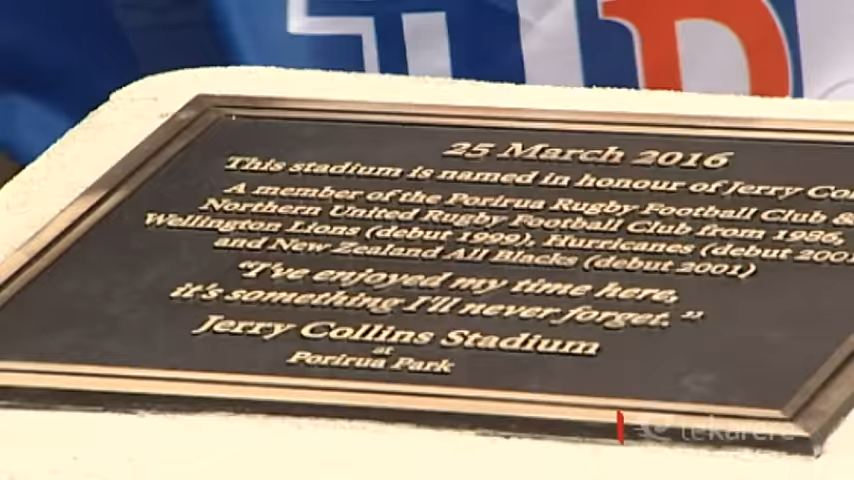 25 March 2016
This stadium is named in honour of Jerry Co
A member of the Porirua Rugby Football Club &
Northern United Rugby Football Club from 1986,
Wellington Lions (debut 1999), Hurricanes (debut 2001
and New Zealand All Blacks (debut 2001)
“I've enjoyed my time here,
it's something I'll never forget.”
Jerry Collins Stadium
at
Porirua Park
tekarere